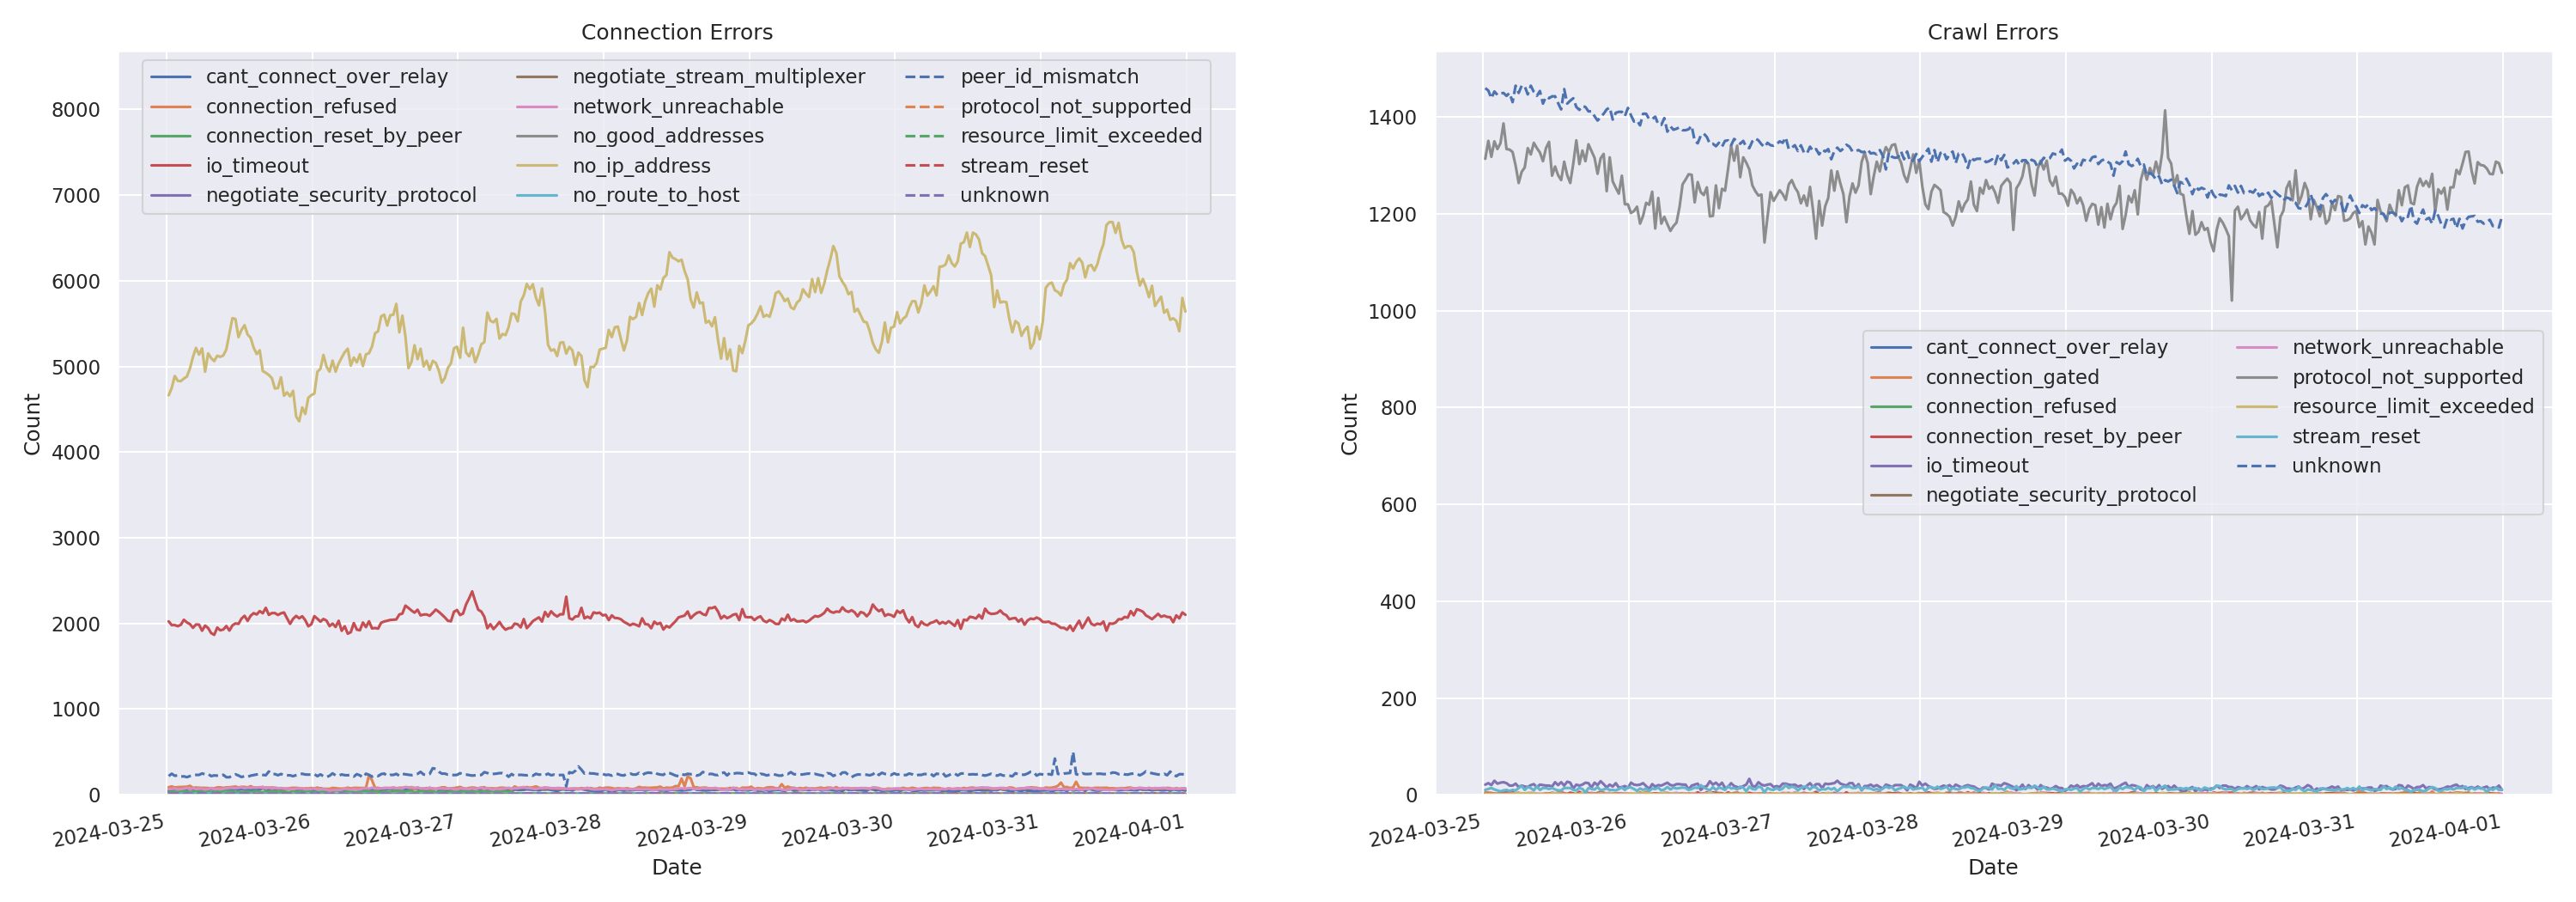 Connection Errors
8000
7000
6000
5000
4000
3000
2000
1000
0
Count
cant_connect_over_relay
connection_refused
connection_reset_by_peer
io_timeout
negotiate_security_protocol
negotiate_stream_multiplexer
network_unreachable
no_good_addresses
no_ip_address
no_route_to_host
peer_id_mismatch
protocol_not_supported
resource_limit_exceeded
stream_reset
unknown
2024-03-25
2024-03-26
2024-03-27
2024-03-28
2024-03-29
2024-03-30
2024-03-31
2024-04-01
Date
Crawl Errors
1400
1200
1000
800
600
400
200
0
Count
cant_connect_over_relay
connection_gated
connection_refused
connection_reset_by_peer
io_timeout
negotiate_security_protocol
network_unreachable
protocol_not_supported
resource_limit_exceeded
stream_reset
unknown
2024-03-25
2024-03-26
2024-03-27
2024-03-28
2024-03-29
2024-03-30
2024-03-31
2024-04-01
Date